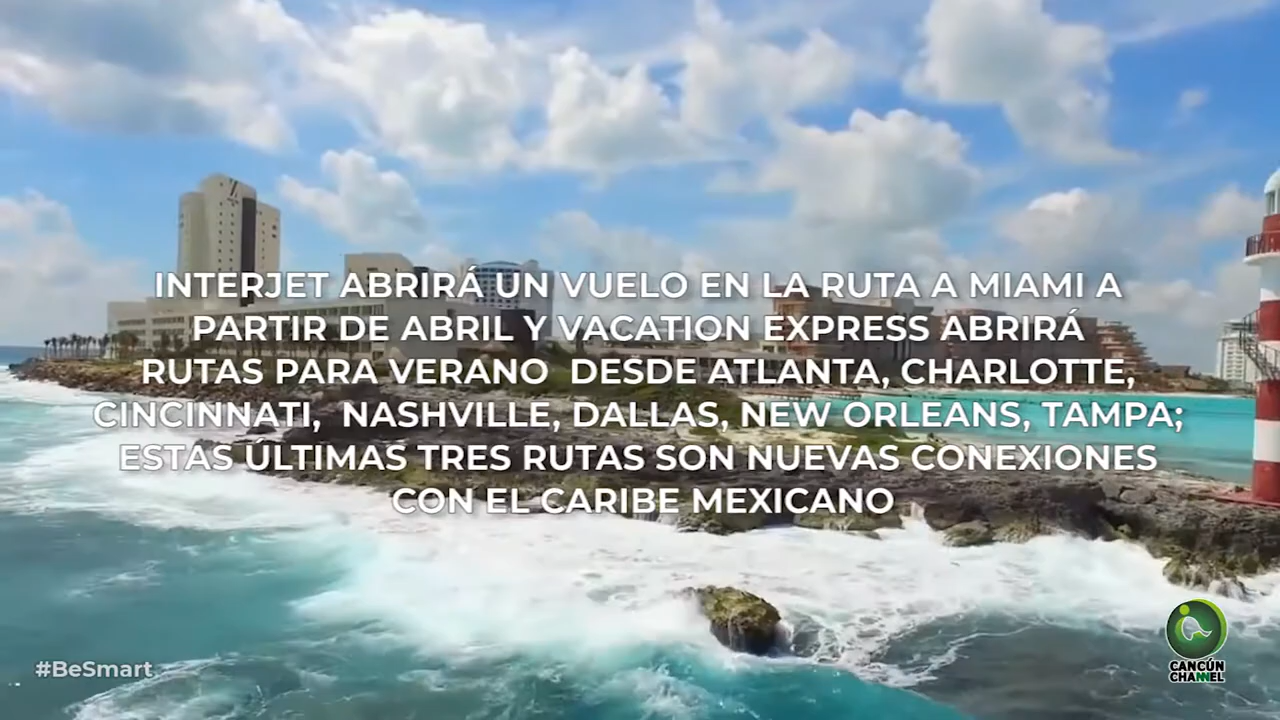 INTERJET ABRIRÁ UN VUELO EN LA RUTA A MIAMI A
PARTIR DE ABRIL Y VACATION EXPRESS ABRIRÁ
RUTAS PARA VERANO DESDE ATLANTA, CHARLOTTE,
CINCINNATI, NASHVILLE, DALLAS, NEW ORLEANS, TAMPA;
ESTAS ÚLTIMAS TRES RUTAS SON NUEVAS CONEXIONES
CON EL CARIBE MEXICANO
#BeSmart
CANCÚN
CHANNEL